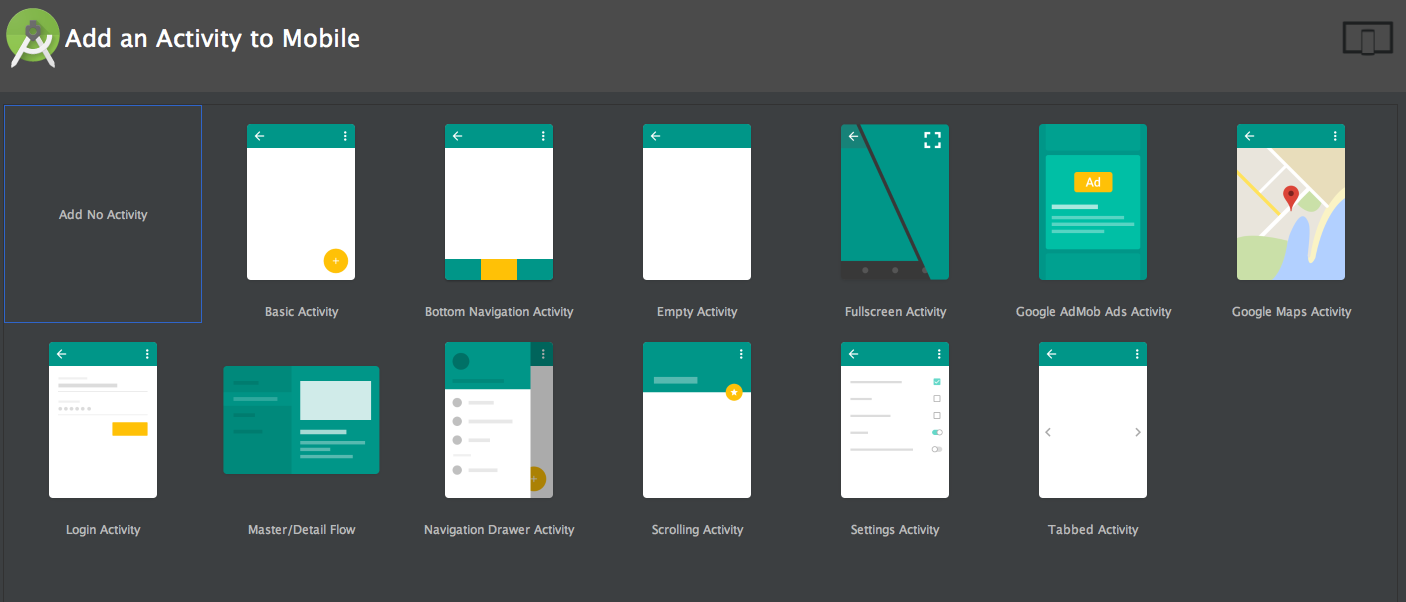 Add an Activity to Mobile
Add No Activity
Ad
Basic Activity
Bottom Navigation Activity
Empty Activity
Fullscreen Activity
Google AdMob Ads Activity
Google Maps Activity
Login Activity
Master/Detail Flow
Navigation Drawer Activity
Scrolling Activity
Settings Activity
Tabbed Activity